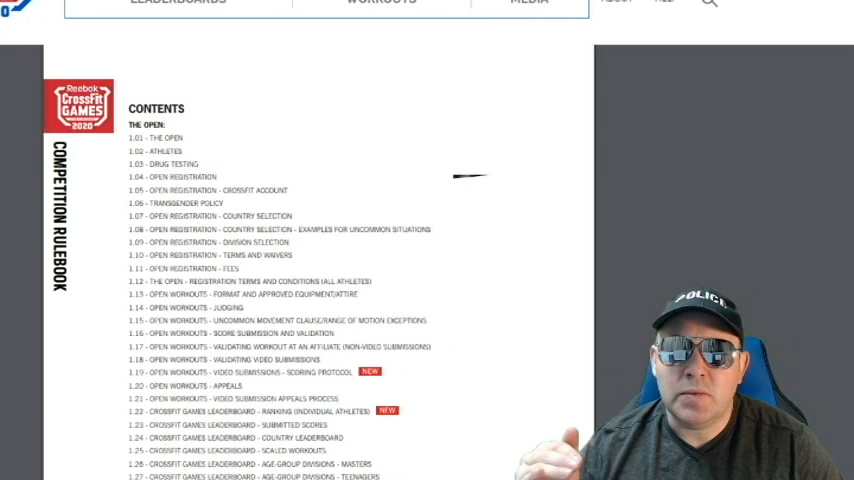 LEADERBOARDS WORKOUTS MEDIA ABOUT HELP
Reebok
CrossFit
GAMES
2020
COMPETITION RULEBOOK
CONTENTS
THE OPEN:
1.01 - THE OPEN
1.02 - ATHLETES
1.03 - DRUG TESTING
1.04 - OPEN REGISTRATION
1.05 - OPEN REGISTRATION - CROSSFIT ACCOUNT
1.06 - TRANSGENDER POLICY
1.07 - OPEN REGISTRATION - COUNTRY SELECTION
1.08 - OPEN REGISTRATION - COUNTRY SELECTION - EXAMPLES FOR UNCOMMON SITUATIONS
1.09 - OPEN REGISTRATION - DIVISION SELECTION
1.10 - OPEN REGISTRATION - TERMS AND WAIVERS
1.11 - OPEN REGISTRATION - FEES
1.12 - THE OPEN - REGISTRATION TERMS AND CONDITIONS (ALL ATHLETES)
1.13 - OPEN WORKOUTS - FORMAT AND APPROVED EQUIPMENT/ATTIRE
1.14 - OPEN WORKOUTS - JUDGING
1.15 - OPEN WORKOUTS - UNCOMMON MOVEMENT CLAUSE/RANGE OF MOTION EXCEPTIONS
1.16 - OPEN WORKOUTS - SCORE SUBMISSION AND VALIDATION
1.17 - OPEN WORKOUTS - VALIDATING WORKOUT AT AN AFFILIATE (NON-VIDEO SUBMISSIONS)
1.18 - OPEN WORKOUTS - VALIDATING VIDEO SUBMISSIONS
1.19 - OPEN WORKOUTS - VIDEO SUBMISSIONS - SCORING PROTOCOL NEW
1.20 - OPEN WORKOUTS - APPEALS
1.21 - OPEN WORKOUTS - VIDEO SUBMISSION APPEALS PROCESS
1.22 - CROSSFIT GAMES LEADERBOARD - RANKING (INDIVIDUAL ATHLETES) NEW
1.23 - CROSSFIT GAMES LEADERBOARD - SUBMITTED SCORES
1.24 - CROSSFIT GAMES LEADERBOARD - COUNTRY LEADERBOARD
1.25 - CROSSFIT GAMES LEADERBOARD - SCALED WORKOUTS
1.26 - CROSSFIT GAMES LEADERBOARD - AGE-GROUP DIVISIONS - MASTERS
1.27 - CROSSFIT GAMES LEADERBOARD - AGE-GROUP DIVISIONS - TEENAGERS
POLICE